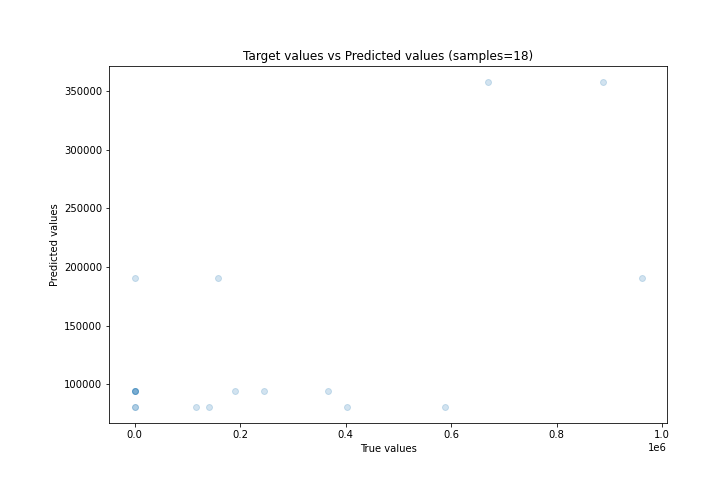 Target values vs Predicted values (samples=18)
Predicted values
350000
300000
250000
200000
150000
100000
0.0 0.2 0.4 0.6 0.8 1.0
1e6
True values